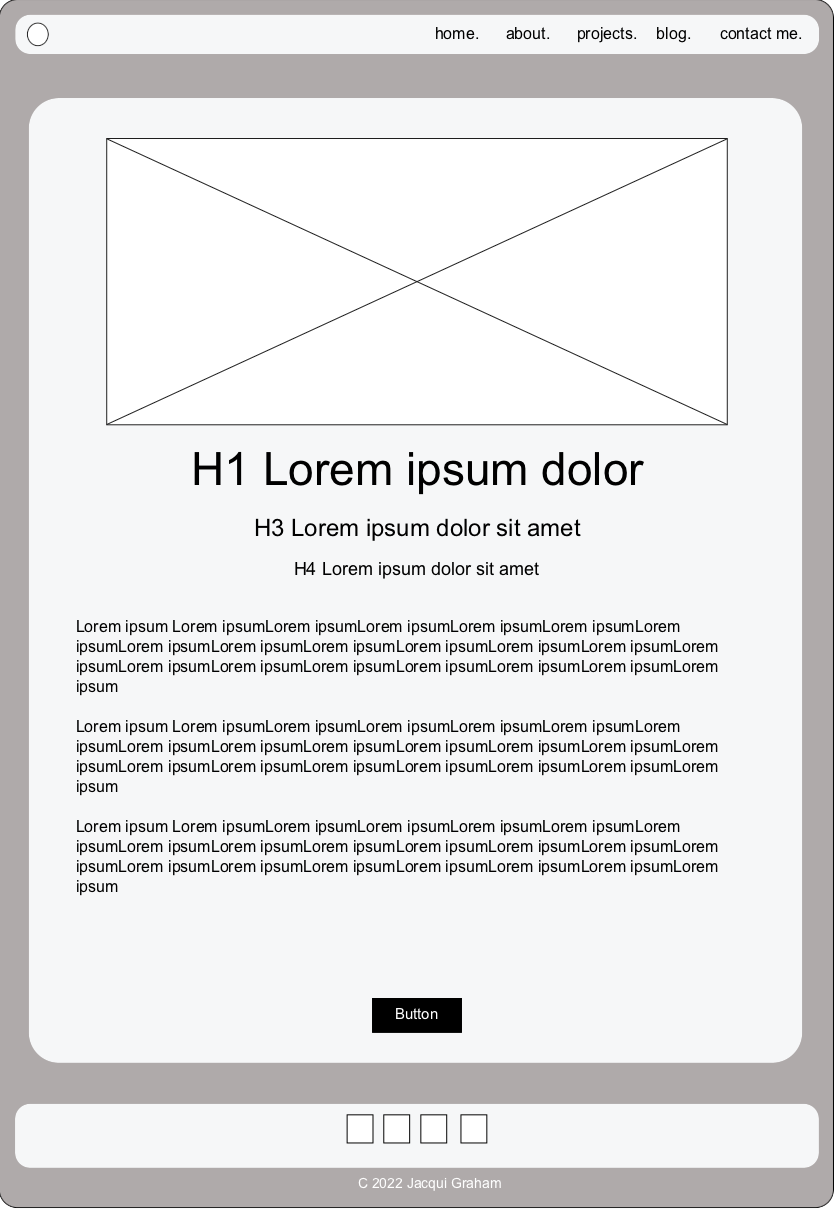 home. about. projects. blog. contact me.
H1 Lorem ipsum dolor
H3 Lorem ipsum dolor sit amet
H4 Lorem ipsum dolor sit amet
Lorem ipsum Lorem ipsumLorem ipsumLorem ipsumLorem ipsumLorem ipsumLorem
ipsumLorem ipsumLorem ipsumLorem ipsumLorem ipsumLorem ipsumLorem ipsumLorem
ipsumLorem ipsumLorem ipsumLorem ipsumLorem ipsumLorem ipsumLorem ipsumLorem
ipsum
Lorem ipsum Lorem ipsumLorem ipsumLorem ipsumLorem ipsumLorem ipsumLorem
ipsumLorem ipsumLorem ipsumLorem ipsumLorem ipsumLorem ipsumLorem ipsumLorem
ipsumLorem ipsumLorem ipsumLorem ipsumLorem ipsumLorem ipsumLorem ipsumLorem
ipsum
Lorem ipsum Lorem ipsumLorem ipsumLorem ipsumLorem ipsumLorem ipsumLorem
ipsumLorem ipsumLorem ipsumLorem ipsumLorem ipsumLorem ipsumLorem ipsumLorem
ipsumLorem ipsumLorem ipsumLorem ipsumLorem ipsumLorem ipsumLorem ipsumLorem
ipsum
Button
C 2022 Jacqui Graham